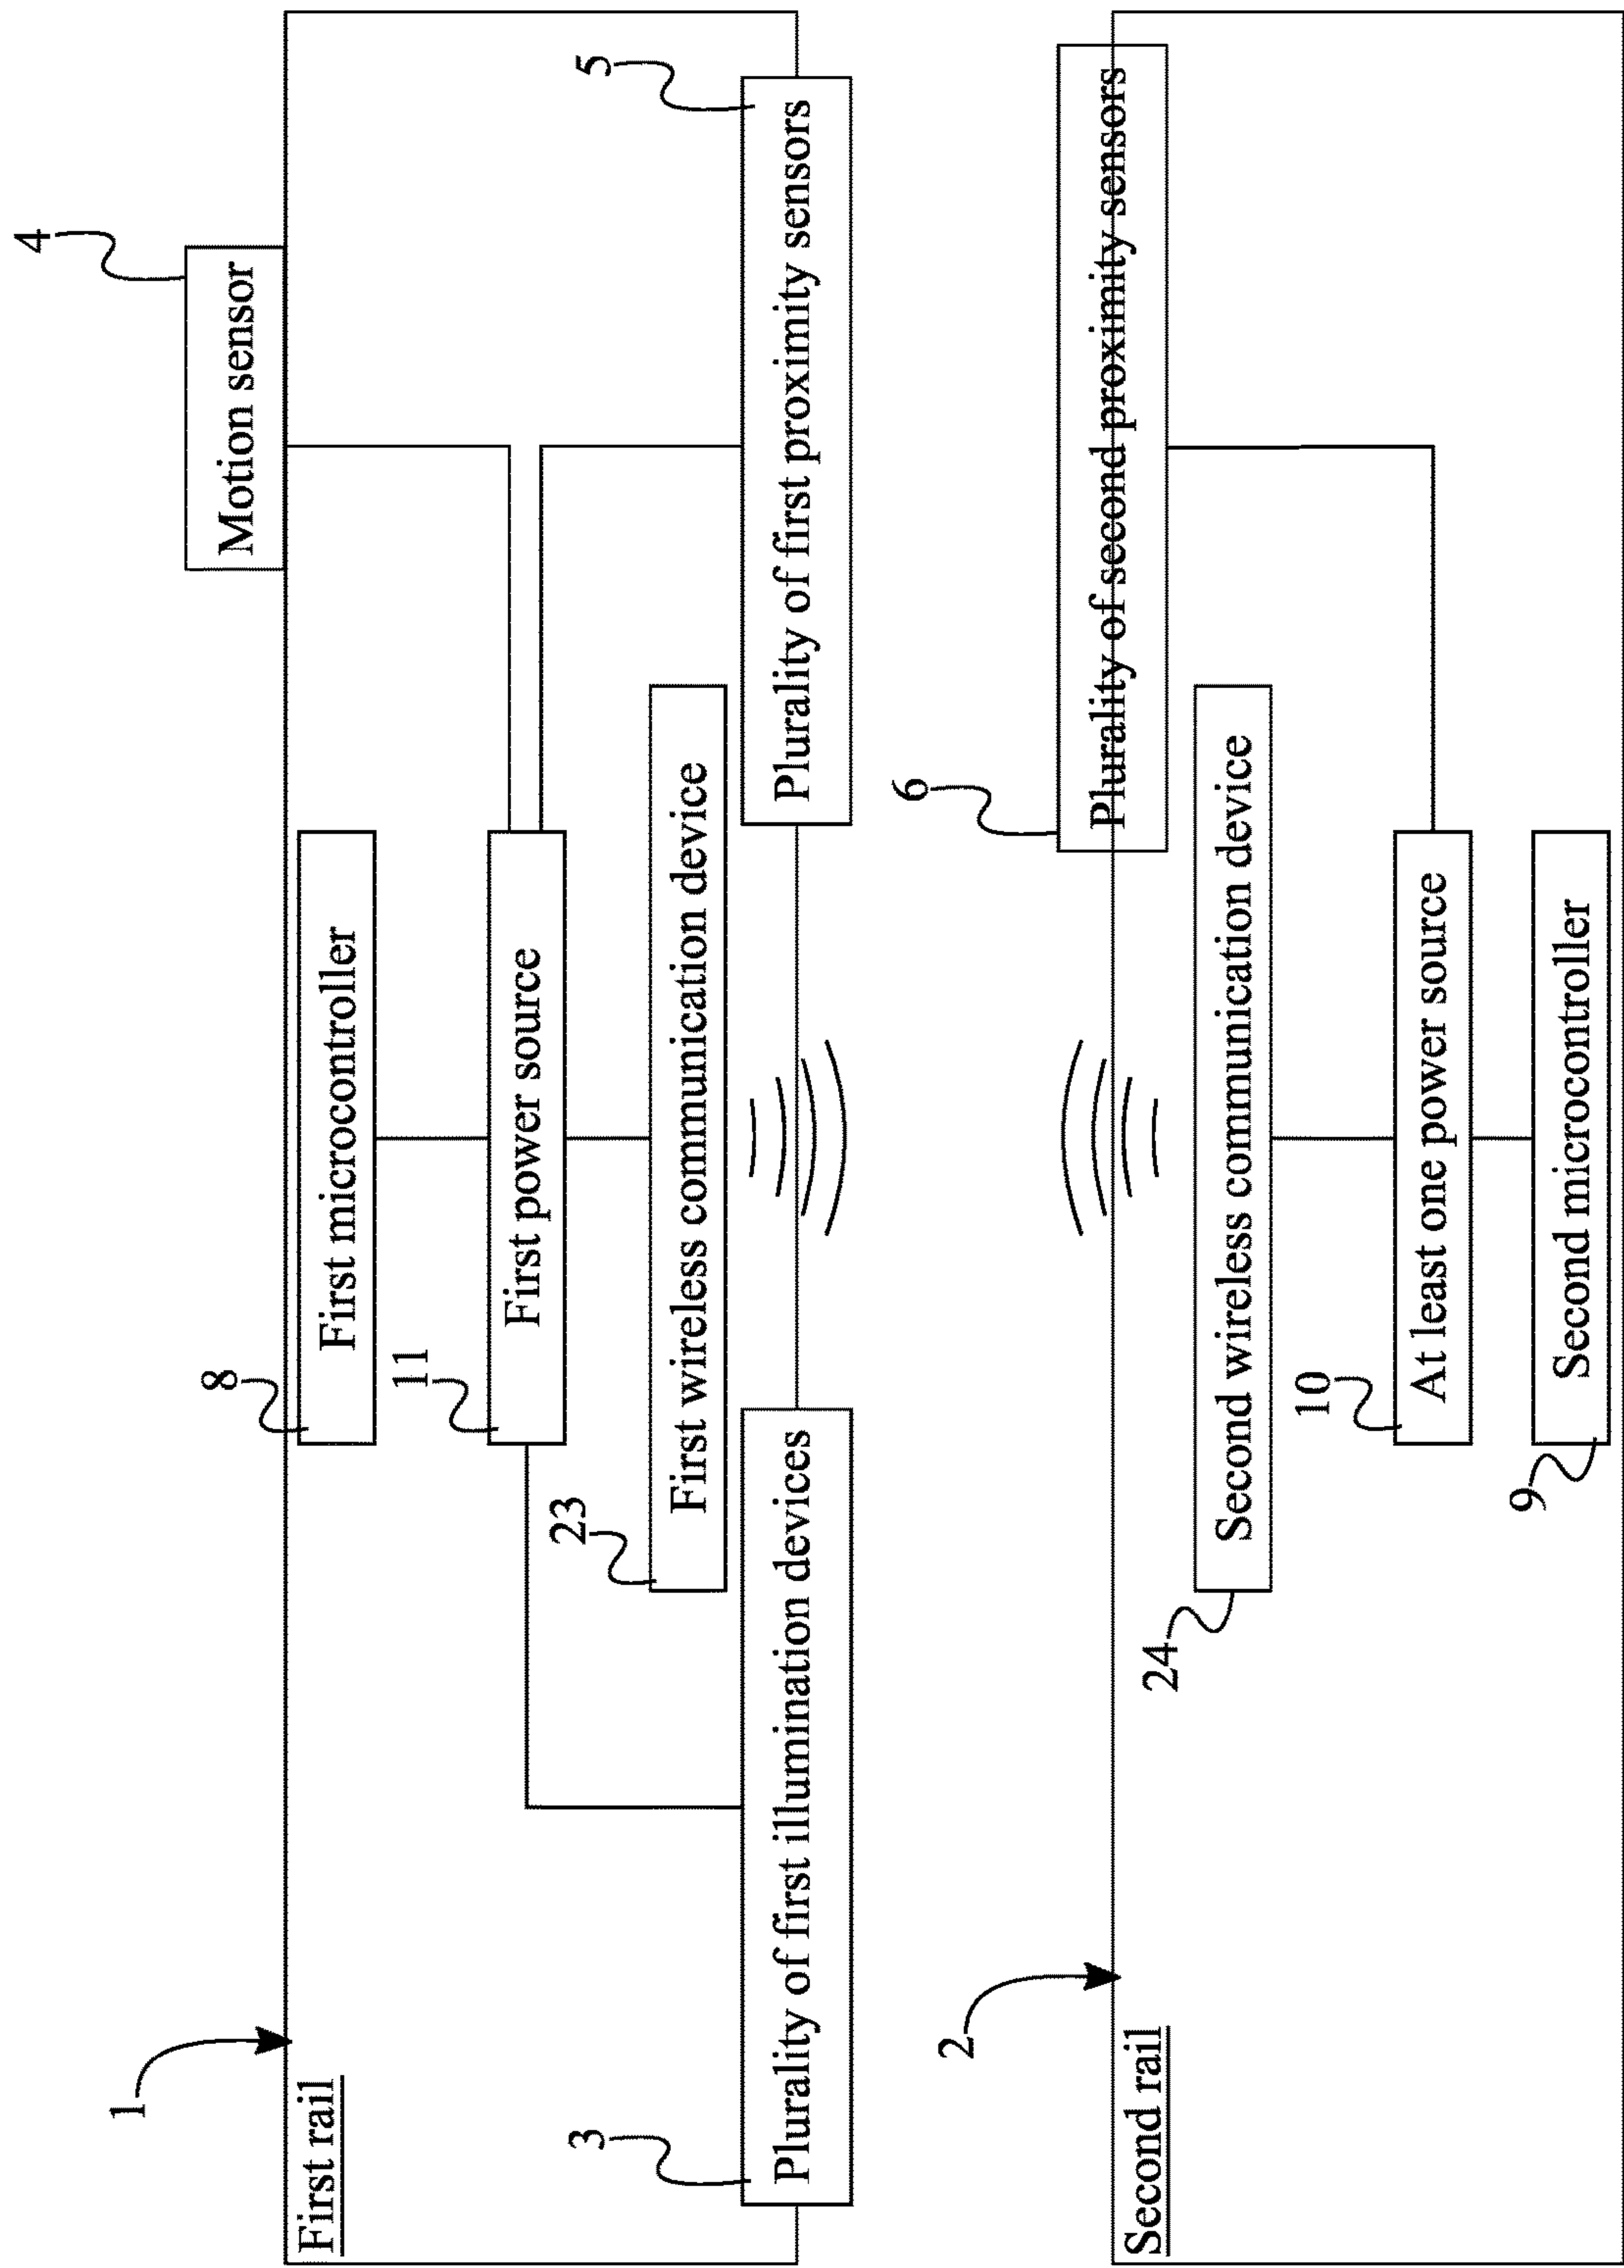 4
Motion sensor
1
First rail
8
First microcontroller
11
First power source
5
23
First wireless communication device
3
Plurality of first illumination devices
Plurality of first proximity sensors
6
Plurality of second proximity sensors
2
Second rail
24
Second wireless communication device
10
At least one power source
9
Second microcontroller